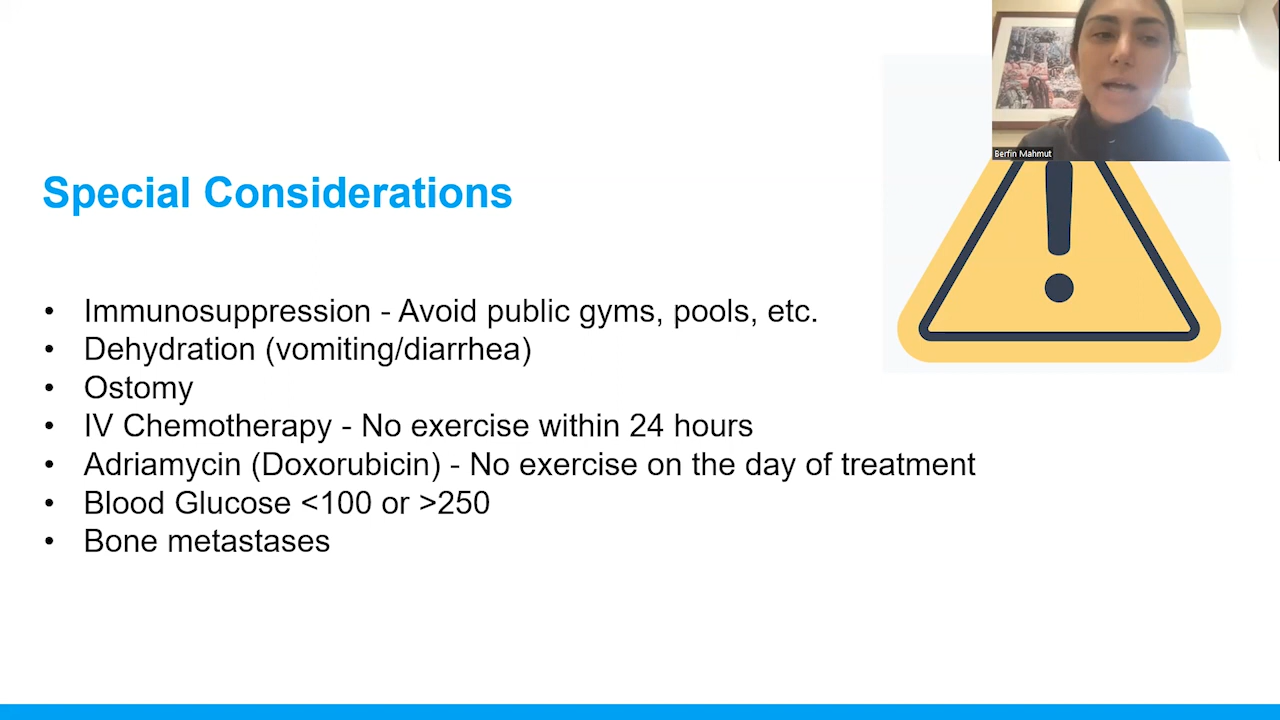 Berfin Mahmut
Special Considerations
• Immunosuppression - Avoid public gyms, pools, etc.
• Dehydration (vomiting/diarrhea)
• Ostomy
• IV Chemotherapy - No exercise within 24 hours
• Adriamycin (Doxorubicin) - No exercise on the day of treatment
• Blood Glucose <100 or >250
• Bone metastases